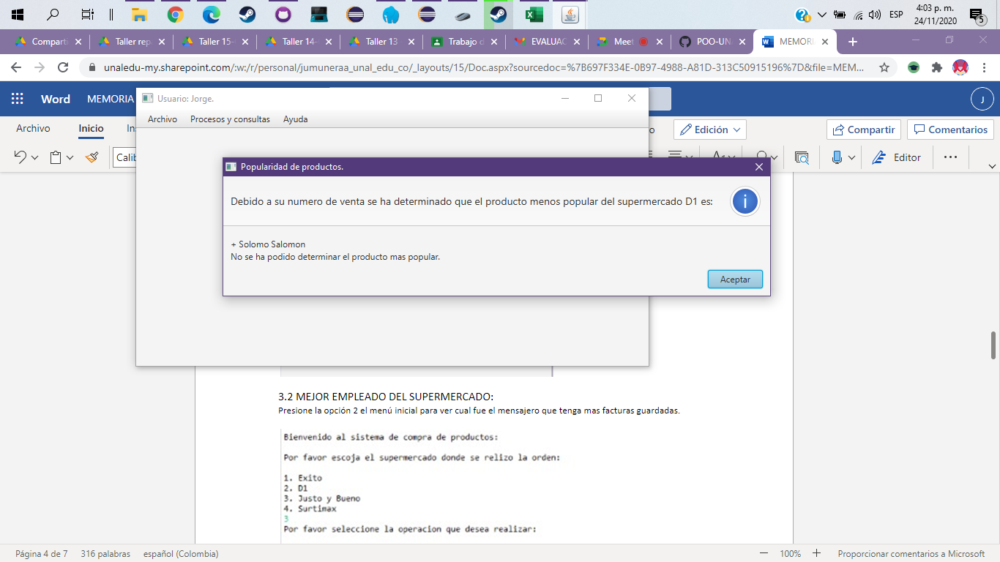 ESP
4:03 p. m.
24/11/2020
5
Comparti
Taller rep
Taller 15-
Taller 14-
Taller 13
Trabajo d
EVALUAC
Meet
POO-UN
MEMORI
unaledu-my.sharepoint.com/:w:/r/personal/jumuneraa_unal_edu_co/_layouts/15/Doc.aspx?sourcedoc=%7B697F334E-0B97-4988-A81D-313C50915196%7D&file=MEM...
Word
MEMORIA
J
Usuario: Jorge.
Archivo
Inicio
Archivo Procesos y consultas Ayuda
Edición
Compartir
Comentarios
Calib
Editor
Popularidad de productos.
Debido a su numero de venta se ha determinado que el producto menos popular del supermercado D1 es:
+ Solomo Salomon
No se ha podido determinar el producto mas popular.
Aceptar
3.2 MEJOR EMPLEADO DEL SUPERMERCADO:
Presione la opción 2 el menú inicial para ver cual fue el mensajero que tenga mas facturas guardadas.
Bienvenido al sistema de compra de productos:
Por favor escoja el supermercado donde se relizo la orden:
1. Exito
2. D1
3. Justo y Bueno
4. Surtimax
3
Por favor seleccione la operacion que desea realizar:
Página 4 de 7 316 palabras español (Colombia)
100% Proporcionar comentarios a Microsoft